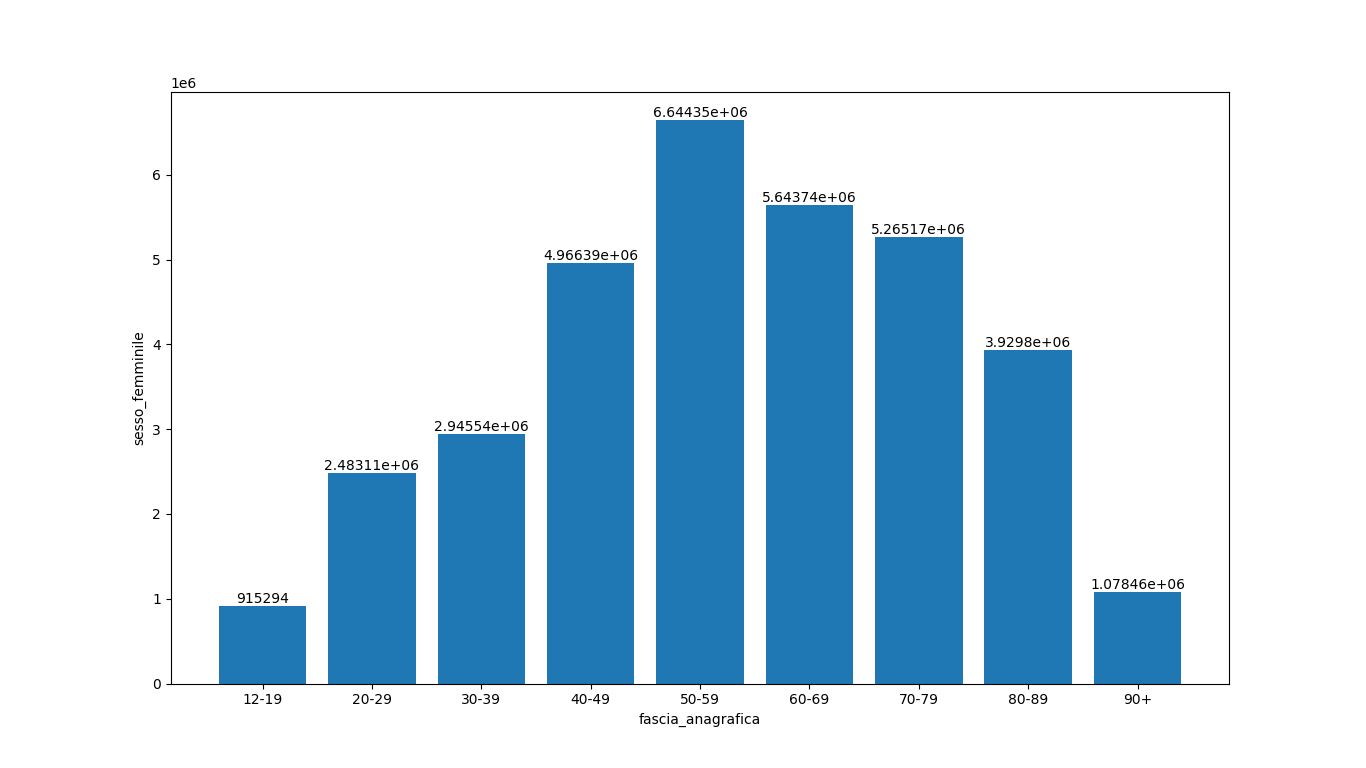 1e6
6.64435e+06
5.64374e+06
5.26517e+06
4.96639e+06
3.9298e+06
2.94554e+06
2.48311e+06
1.07846e+06
915294
6
5
4
3
2
1
0
sesso_femminile
12-19 20-29 30-39 40-49 50-59 60-69 70-79 80-89 90+
fascia_anagrafica